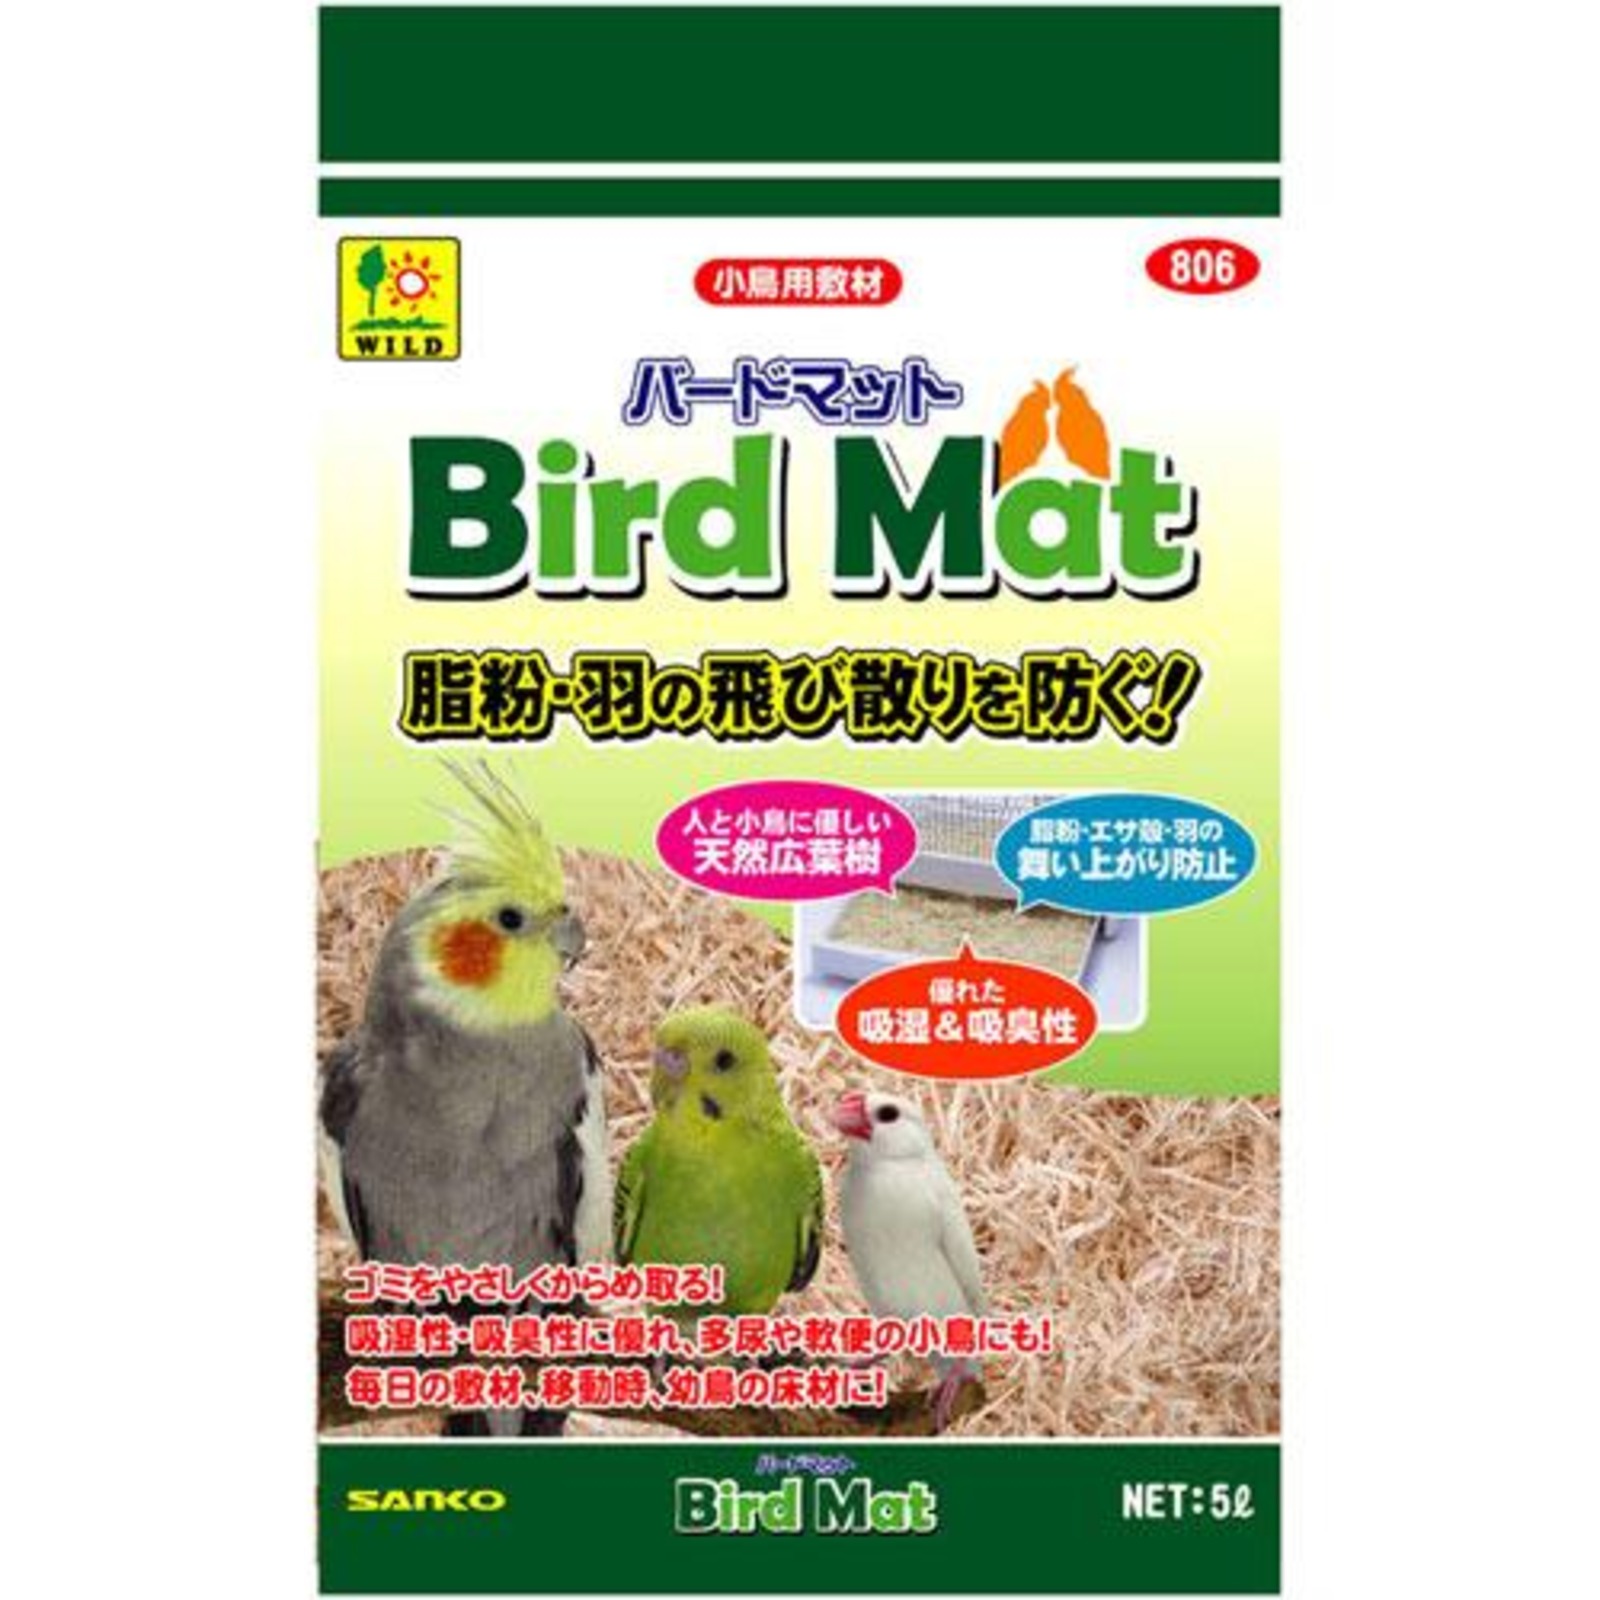 WILD
小鳥用敷材
806
バードマット
Bird Mat
脂粉・羽の飛び散りを防ぐ!
人と小鳥に優しい
天然広葉樹
脂粉・エサ殻・羽の
舞い上がり防止
優れた
吸湿&吸臭性
ゴミをやさしくからめ取る!
吸湿性・吸臭性に優れ、多尿や軟便の小鳥にも!
毎日の敷材、移動時、幼鳥の床材に!
SANKO
バードマット
Bird Mat
NET:5ℓ